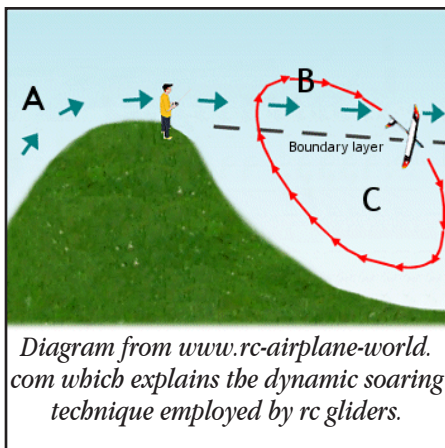 A
B
Boundary layer
C
Diagram from www.rc-airplane-world.
com which explains the dynamic soaring
technique employed by rc gliders.